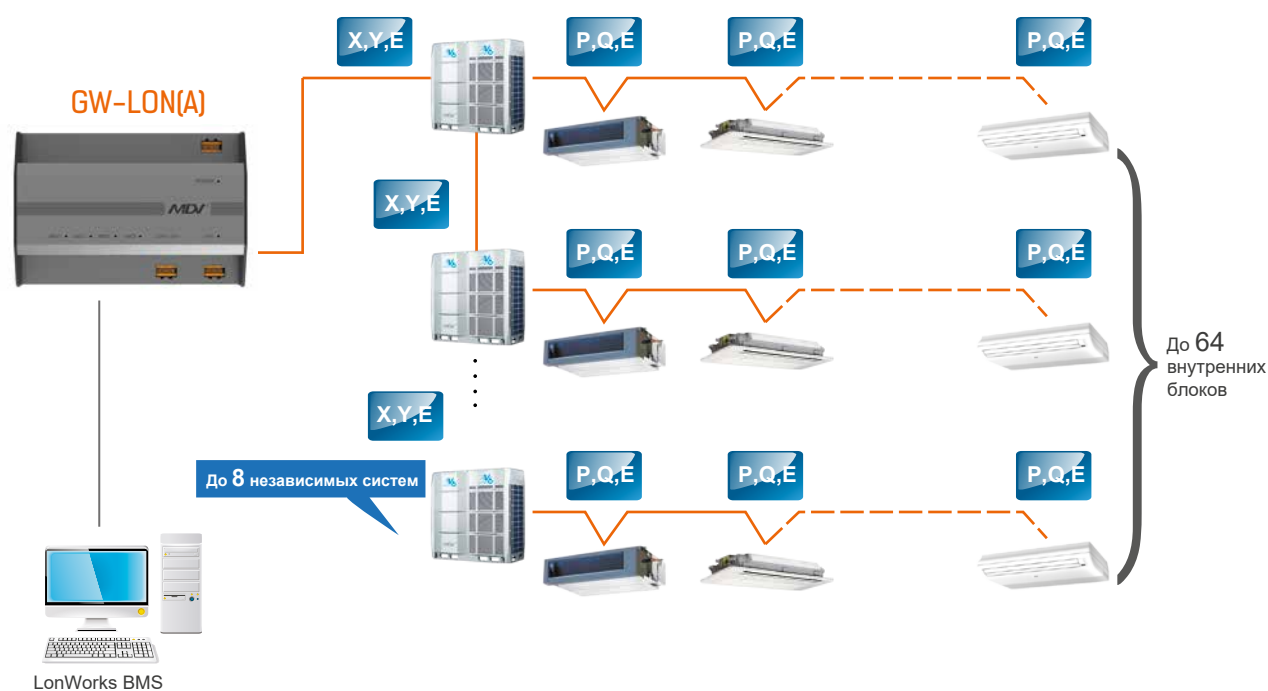 X,Y,E
P,Q,E
P,Q,E
P,Q,E
GW-LON(A)
MDV
X,Y,E
P,Q,E
P,Q,E
P,Q,E
До 64
внутренних
блоков
X,Y,E
До 8 независимых систем
P,Q,E
P,Q,E
P,Q,E
LonWorks BMS